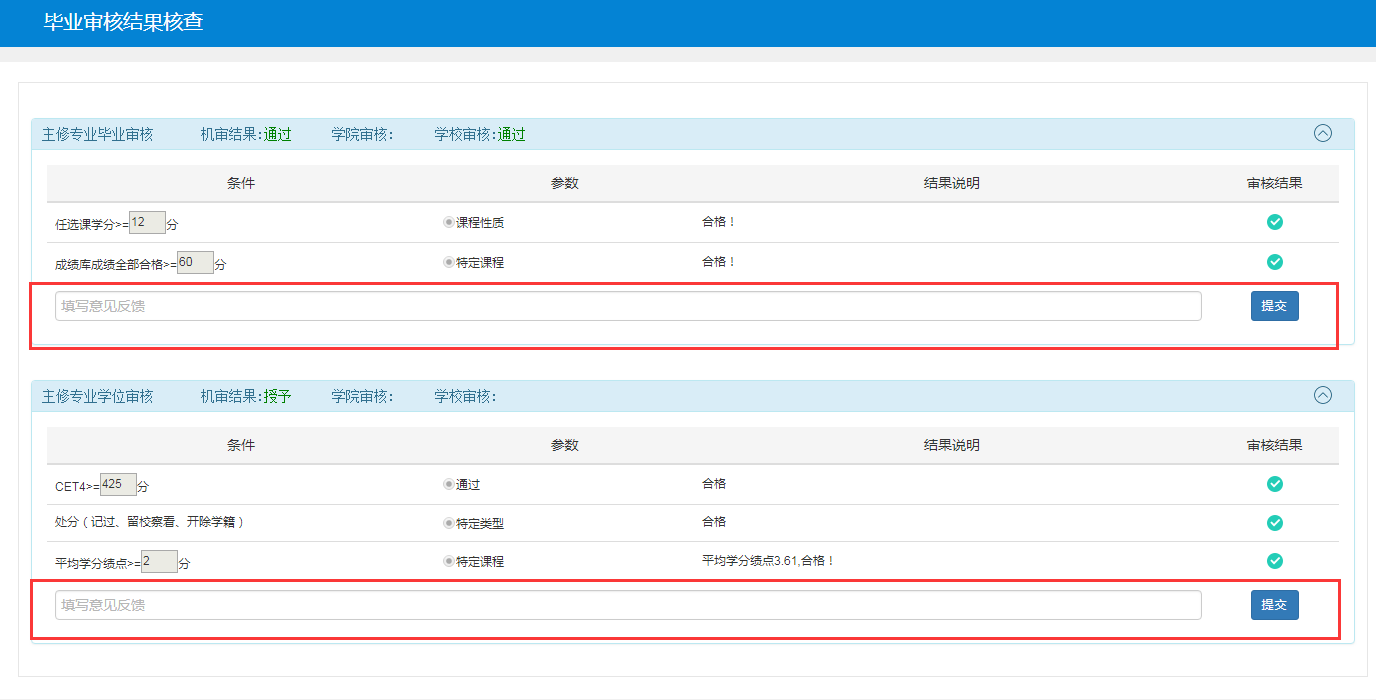 毕业审核结果核查
主修专业毕业审核 机审结果:通过 学院审核: 学校审核:通过
条件 参数 结果说明 审核结果
任选课学分>=12分 课程性质 合格！
成绩库成绩全部合格>=60分 特定课程 合格！
填写意见反馈 提交
主修专业学位审核 机审结果:授予 学院审核: 学校审核:
条件 参数 结果说明 审核结果
CET4>=425分 通过 合格
处分（记过、留校察看、开除学籍） 特定类型 合格
平均学分绩点>=2分 特定课程 平均学分绩点3.61,合格！
填写意见反馈 提交